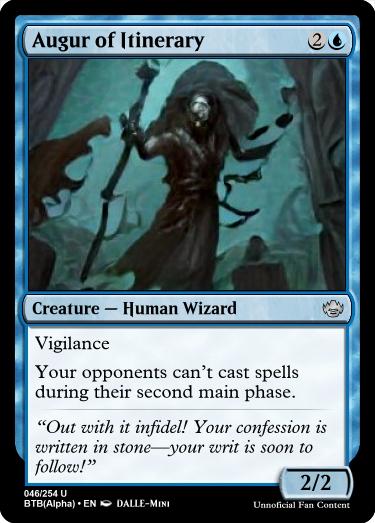 Augur of Itinerary 2
Creature — Human Wizard
Vigilance
Your opponents can't cast spells
during their second main phase.
"Out with it infidel! Your confession is
written in stone—your writ is soon to
follow!"
2/2
046/254 U
BTB(Alpha) • EN DALLE-Mini
Unofficial Fan Content